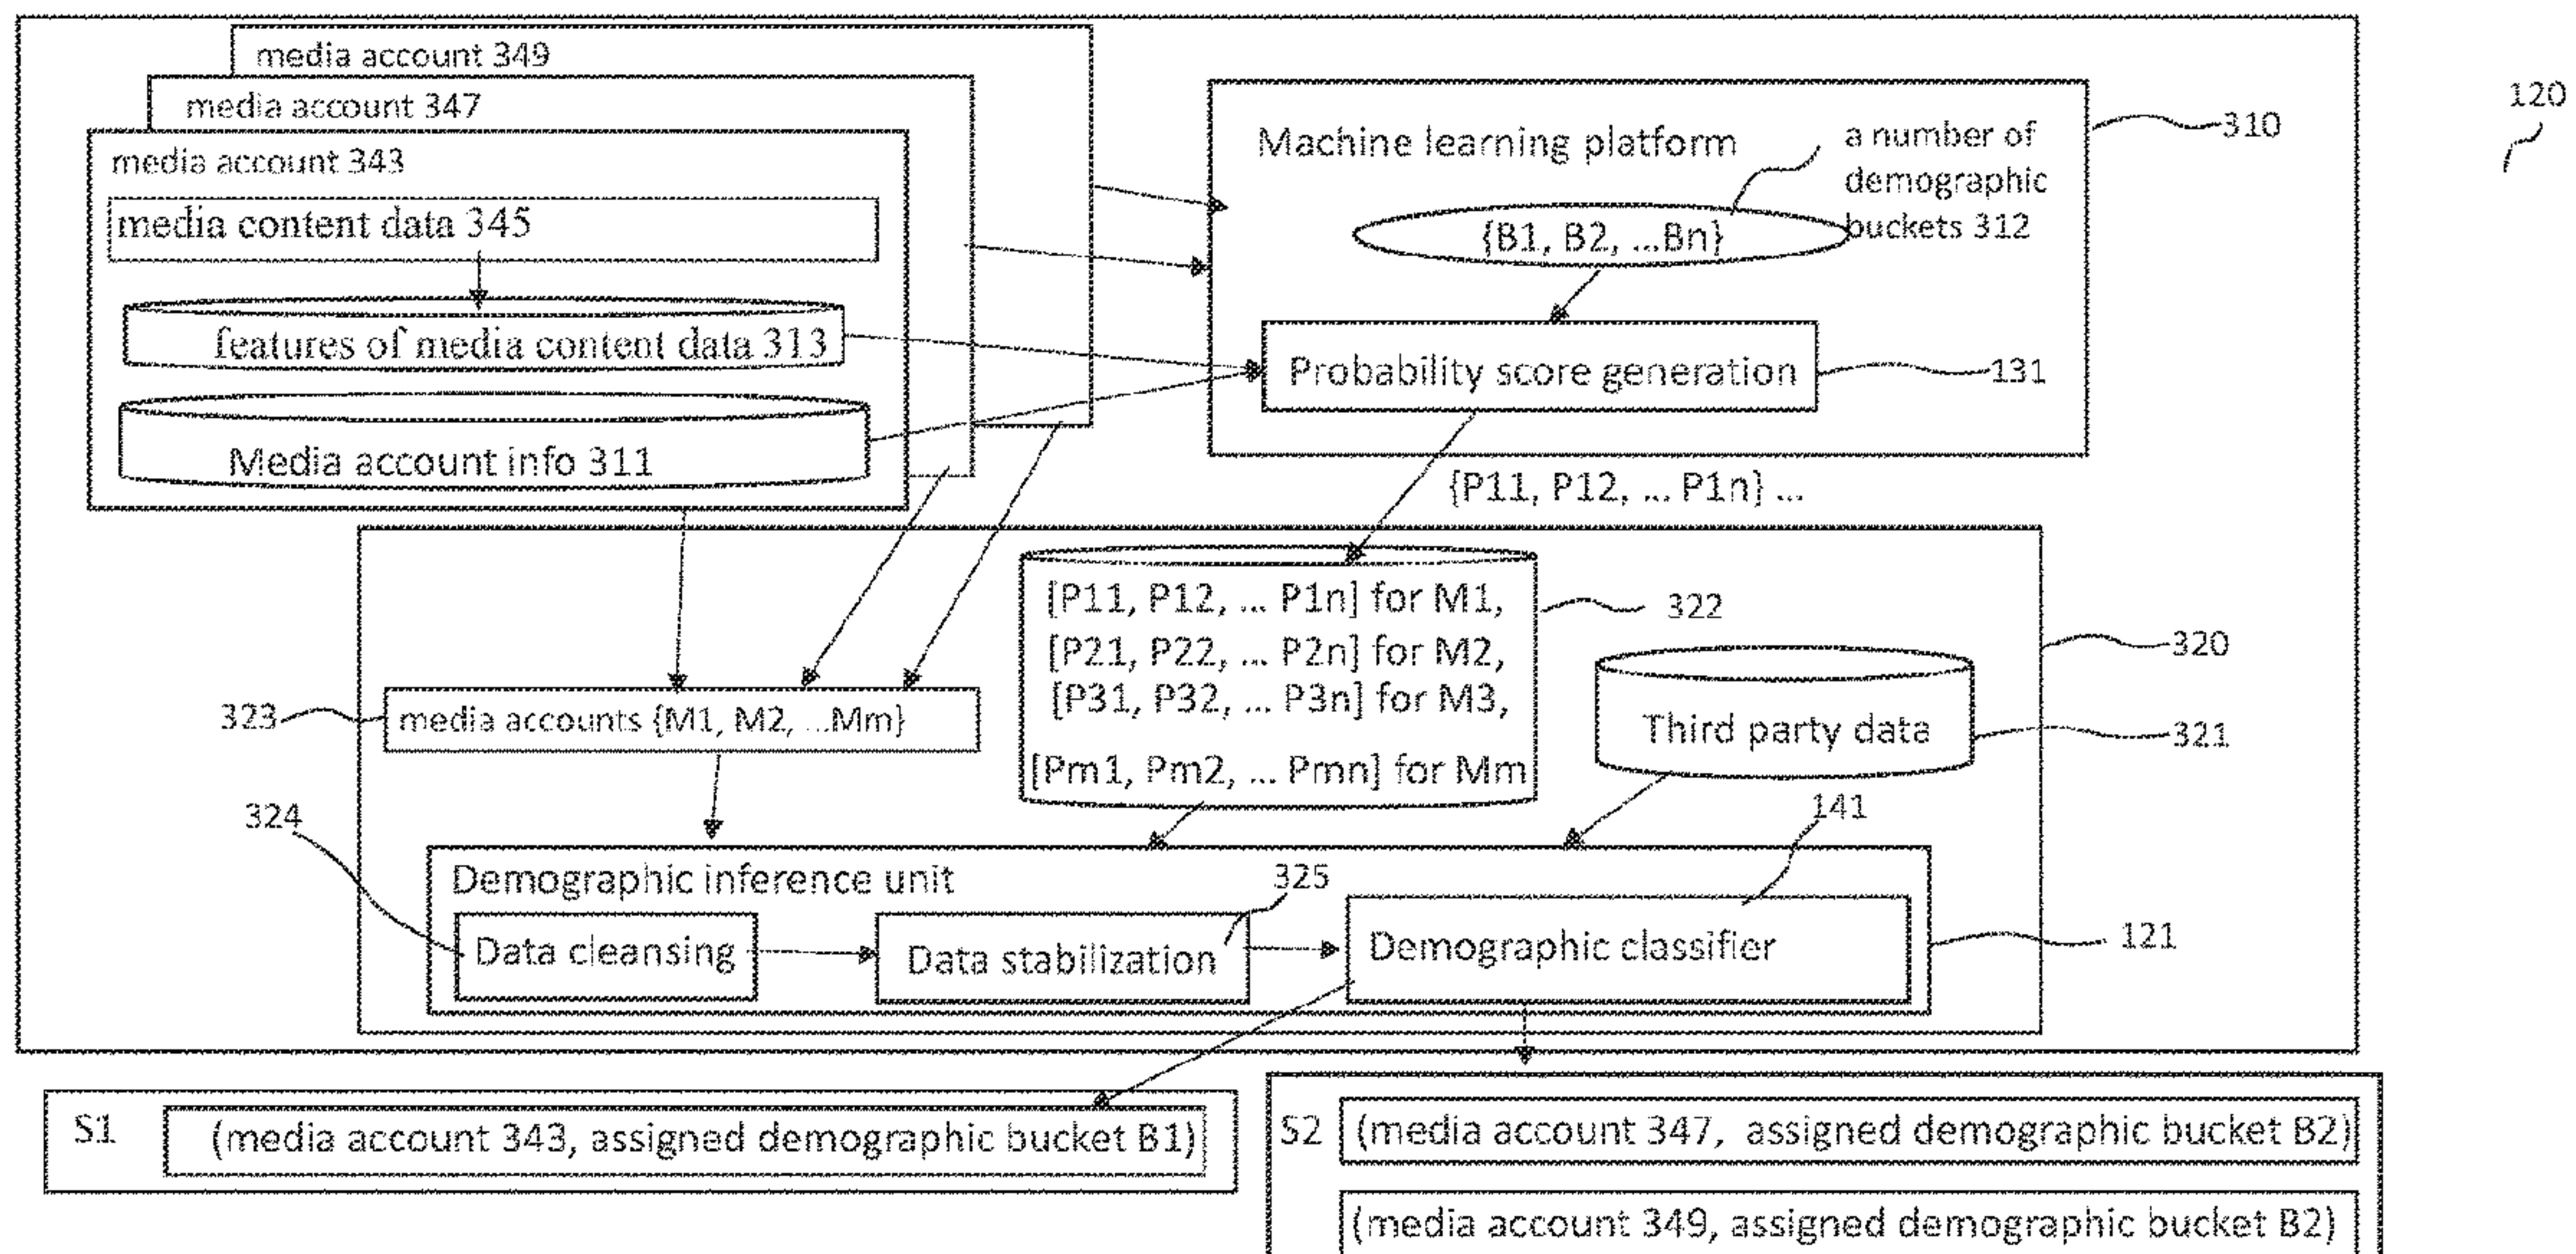 media account 349
media account 347
media account 343
media content data 345
features of media content data 313
Media account info 311
Machine learning platform
a number of
demographic
buckets 312
{B1, B2, ...Bn}
Probability score generation
131
310
120
{P11, P12, ... P1n} ...
[P11, P12, ... P1n] for M1,
[P21, P22, ... P2n] for M2,
[P31, P32, ... P3n] for M3,
[Pm1, Pm2, ... Pmn] for Mm
322
320
Third party data
321
323
media accounts {M1, M2, ...Mm}
324
141
Demographic inference unit
325
Data cleansing
Data stabilization
Demographic classifier
121
S1
(media account 343, assigned demographic bucket B1)
S2
(media account 347, assigned demographic bucket B2)
(media account 349, assigned demographic bucket B2)